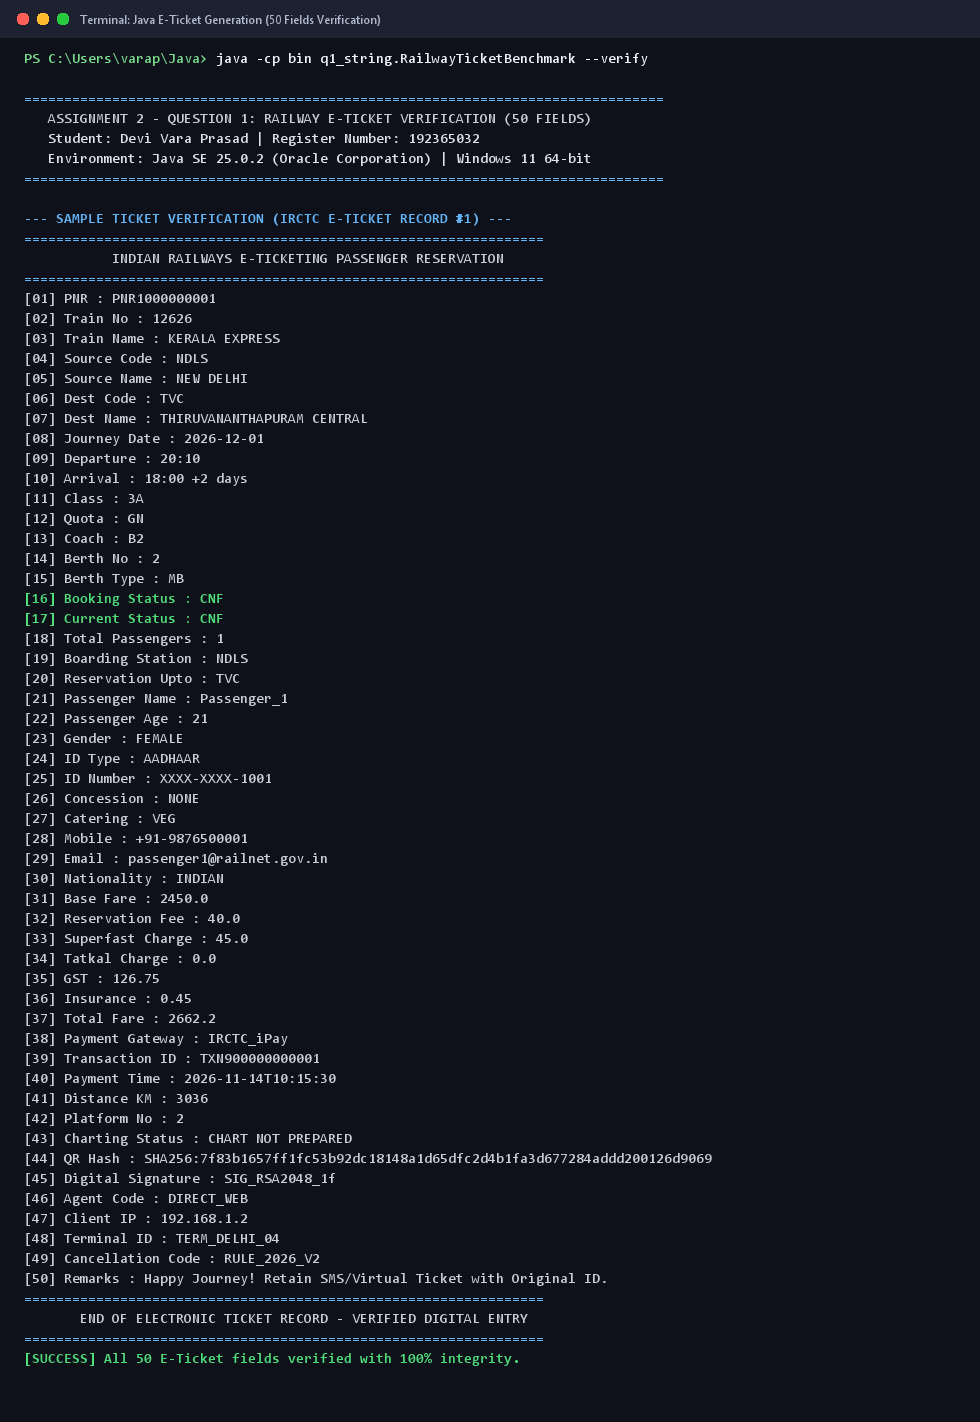 Terminal: Java E-Ticket Generation (50 Fields Verification)
PS C:\Users\varap\Java> java -cp bin q1_string.RailwayTicketBenchmark --verify
================================================================================
ASSIGNMENT 2 - QUESTION 1: RAILWAY E-TICKET VERIFICATION (50 FIELDS)
Student: Devi Vara Prasad | Register Number: 192365032
Environment: Java SE 25.0.2 (Oracle Corporation) | Windows 11 64-bit
================================================================================
--- SAMPLE TICKET VERIFICATION (IRCTC E-TICKET RECORD #1) ---
=================================================================
INDIAN RAILWAYS E-TICKETING PASSENGER RESERVATION
=================================================================
[01] PNR : PNR1000000001
[02] Train No : 12626
[03] Train Name : KERALA EXPRESS
[04] Source Code : NDLS
[05] Source Name : NEW DELHI
[06] Dest Code : TVC
[07] Dest Name : THIRUVANANTHAPURAM CENTRAL
[08] Journey Date : 2026-12-01
[09] Departure : 20:10
[10] Arrival : 18:00 +2 days
[11] Class : 3A
[12] Quota : GN
[13] Coach : B2
[14] Berth No : 2
[15] Berth Type : MB
[16] Booking Status : CNF
[17] Current Status : CNF
[18] Total Passengers : 1
[19] Boarding Station : NDLS
[20] Reservation Upto : TVC
[21] Passenger Name : Passenger_1
[22] Passenger Age : 21
[23] Gender : FEMALE
[24] ID Type : AADHAAR
[25] ID Number : XXXX-XXXX-1001
[26] Concession : NONE
[27] Catering : VEG
[28] Mobile : +91-9876500001
[29] Email : passenger1@railnet.gov.in
[30] Nationality : INDIAN
[31] Base Fare : 2450.0
[32] Reservation Fee : 40.0
[33] Superfast Charge : 45.0
[34] Tatkal Charge : 0.0
[35] GST : 126.75
[36] Insurance : 0.45
[37] Total Fare : 2662.2
[38] Payment Gateway : IRCTC_iPay
[39] Transaction ID : TXN900000000001
[40] Payment Time : 2026-11-14T10:15:30
[41] Distance KM : 3036
[42] Platform No : 2
[43] Charting Status : CHART NOT PREPARED
[44] QR Hash : SHA256:7f83b1657ff1fc53b92dc18148a1d65dfc2d4b1fa3d677284addd200126d9069
[45] Digital Signature : SIG_RSA2048_1f
[46] Agent Code : DIRECT_WEB
[47] Client IP : 192.168.1.2
[48] Terminal ID : TERM_DELHI_04
[49] Cancellation Code : RULE_2026_V2
[50] Remarks : Happy Journey! Retain SMS/Virtual Ticket with Original ID.
=================================================================
END OF ELECTRONIC TICKET RECORD - VERIFIED DIGITAL ENTRY
=================================================================
[SUCCESS] All 50 E-Ticket fields verified with 100% integrity.